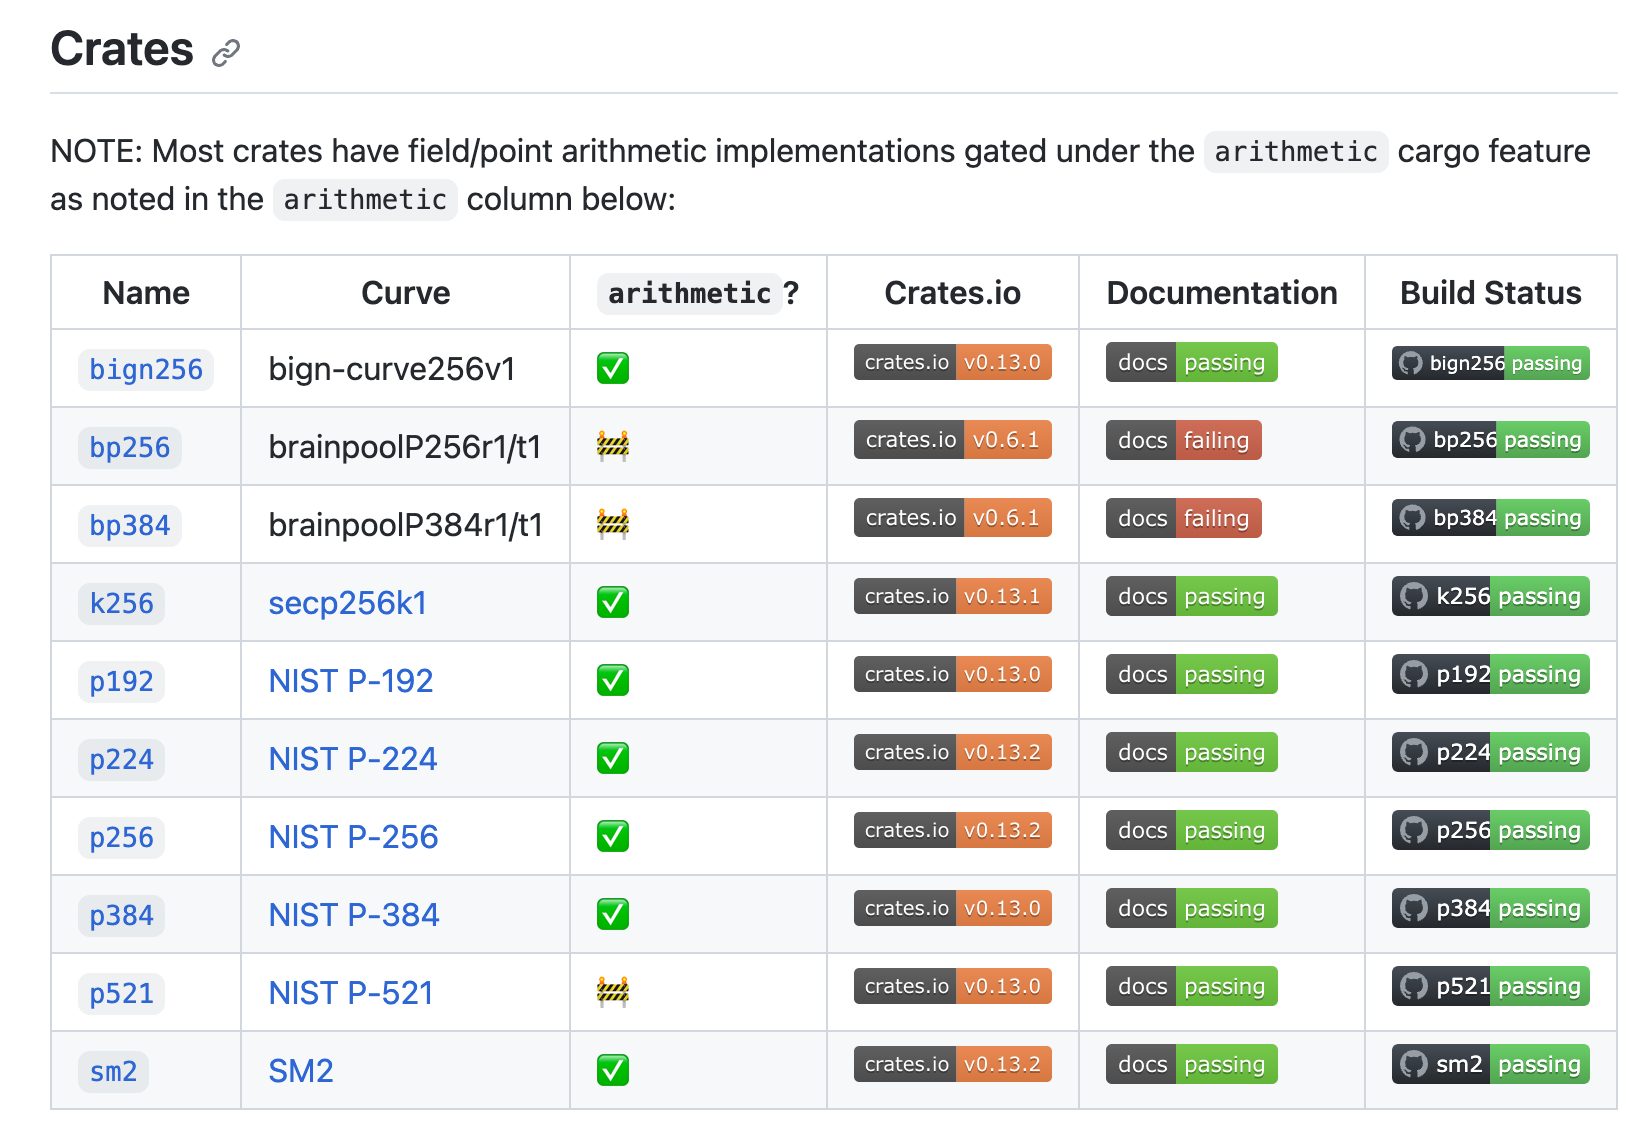 Crates
NOTE: Most crates have field/point arithmetic implementations gated under the arithmetic cargo feature
as noted in the arithmetic column below:
Name Curve arithmetic? Crates.io Documentation Build Status
bign256 bign-curve256v1 ✅ crates.io v0.13.0 docs passing bign256 passing
bp256 brainpoolP256r1/t1 🚧 crates.io v0.6.1 docs failing bp256 passing
bp384 brainpoolP384r1/t1 🚧 crates.io v0.6.1 docs failing bp384 passing
k256 secp256k1 ✅ crates.io v0.13.1 docs passing k256 passing
p192 NIST P-192 ✅ crates.io v0.13.0 docs passing p192 passing
p224 NIST P-224 ✅ crates.io v0.13.2 docs passing p224 passing
p256 NIST P-256 ✅ crates.io v0.13.2 docs passing p256 passing
p384 NIST P-384 ✅ crates.io v0.13.0 docs passing p384 passing
p521 NIST P-521 🚧 crates.io v0.13.0 docs passing p521 passing
sm2 SM2 ✅ crates.io v0.13.2 docs passing sm2 passing